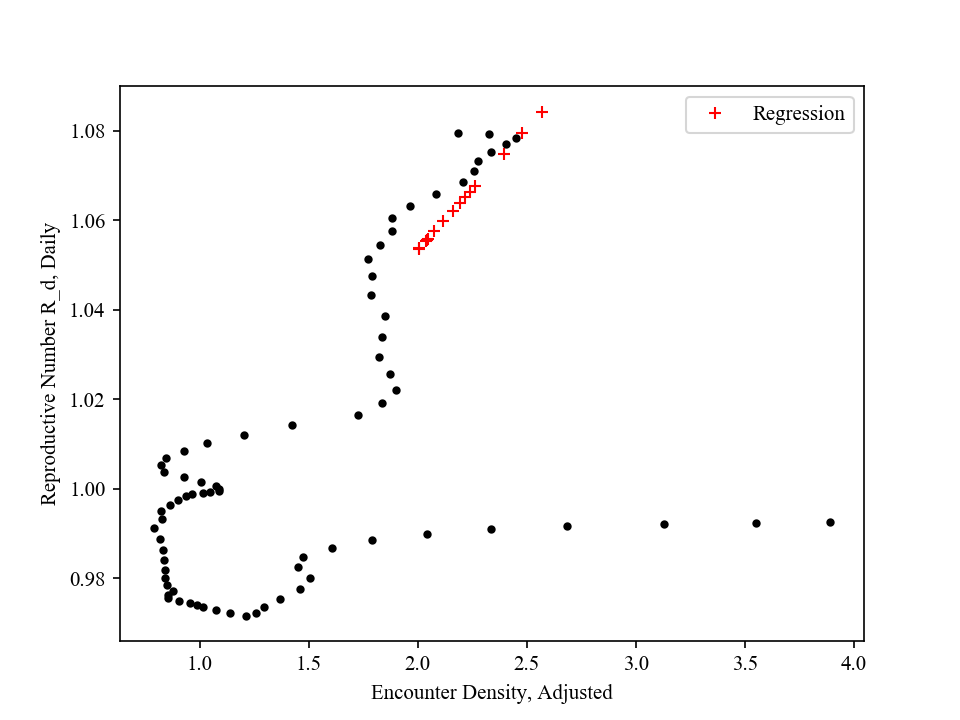 Regression
1.08
1.06
1.04
1.02
1.00
0.98
Reproductive Number R_d, Daily
1.0 1.5 2.0 2.5 3.0 3.5 4.0
Encounter Density, Adjusted